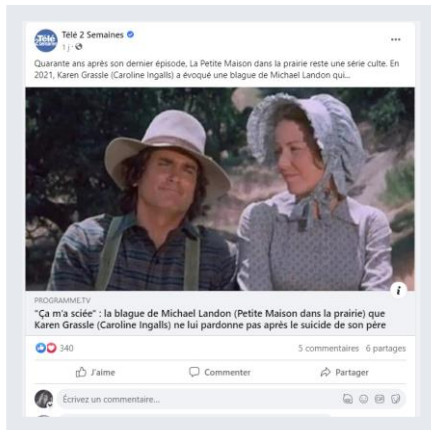 Télé 2 Semaines
1 j
Quarante ans après son dernier épisode, La Petite Maison dans la prairie reste une série culte. En
2021, Karen Grassle (Caroline Ingalls) a évoqué une blague de Michael Landon qui...
PROGRAMME.TV
"Ça m'a sciée" : la blague de Michael Landon (Petite Maison dans la prairie) que
Karen Grassle (Caroline Ingalls) ne lui pardonne pas après le suicide de son père
340 5 commentaires 6 partages
J'aime Commenter Partager
Écrivez un commentaire...